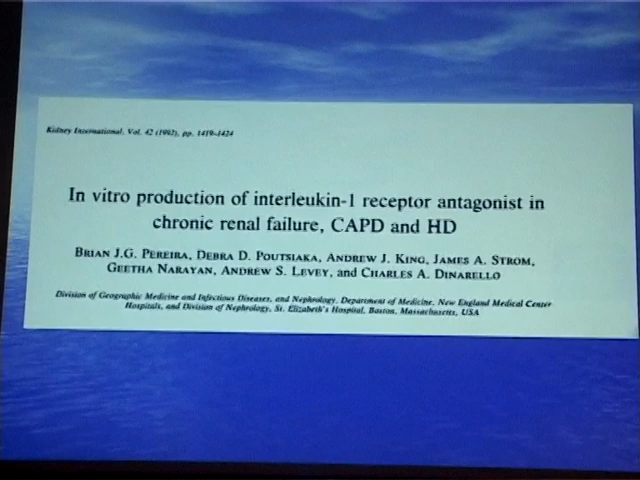 Kidney International, Vol. 42 (1992), pp. 1419–1424
In vitro production of interleukin-1 receptor antagonist in
chronic renal failure, CAPD and HD
BRIAN J.G. PEREIRA, DEBRA D. POUTSIAKA, ANDREW J. KING, JAMES A. STROM,
GEETHA NARAYAN, ANDREW S. LEVEY, and CHARLES A. DINARELLO
Division of Geographic Medicine and Infectious Diseases, and Nephrology, Department of Medicine, New England Medical Center
Hospitals, and Division of Nephrology, St. Elizabeth's Hospital, Boston, Massachusetts, USA